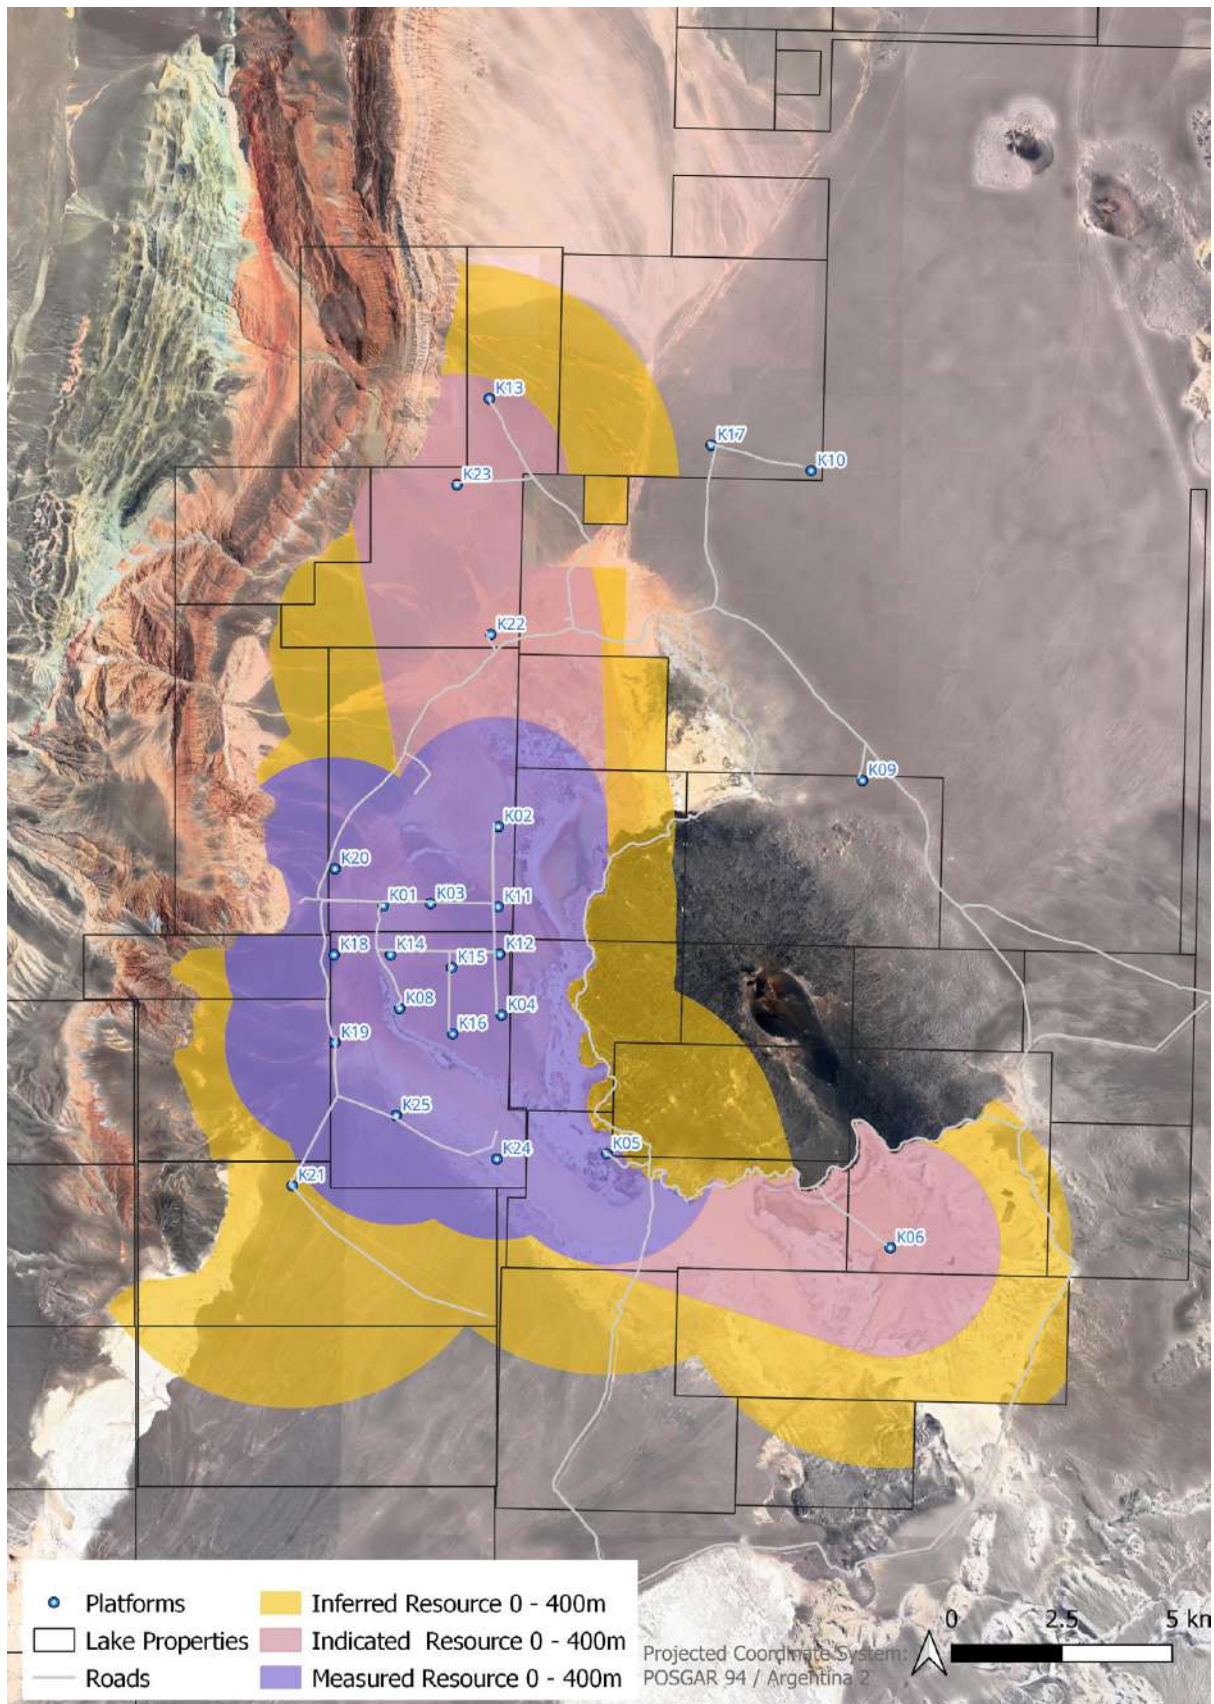 K13
K17
K10
K23
K22
K09
K02
K20
K01
K03
K11
K18
K14
K12
K15
K08
K04
K16
K19
K25
K05
K24
K21
K06
Platforms
Lake Properties
Roads
Inferred Resource 0 - 400m
Indicated Resource 0 - 400m
Measured Resource 0 - 400m
Projected Coordinate System:
POSGAR 94 / Argentina 2
0 2.5 5 km